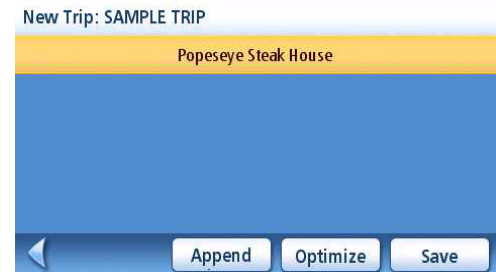 New Trip: SAMPLE TRIP
Popeseye Steak House
Append Optimize Save